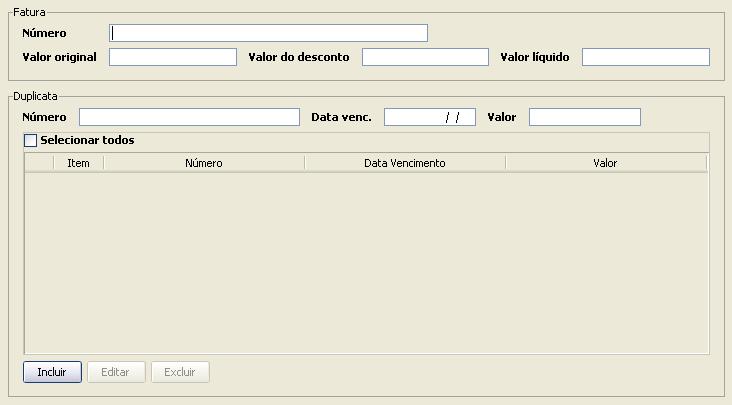 Fatura
Número
Valor original Valor do desconto Valor líquido
Duplicata
Número Data venc. / / Valor
Selecionar todos
Item Número Data Vencimento Valor
Incluir Editar Excluir